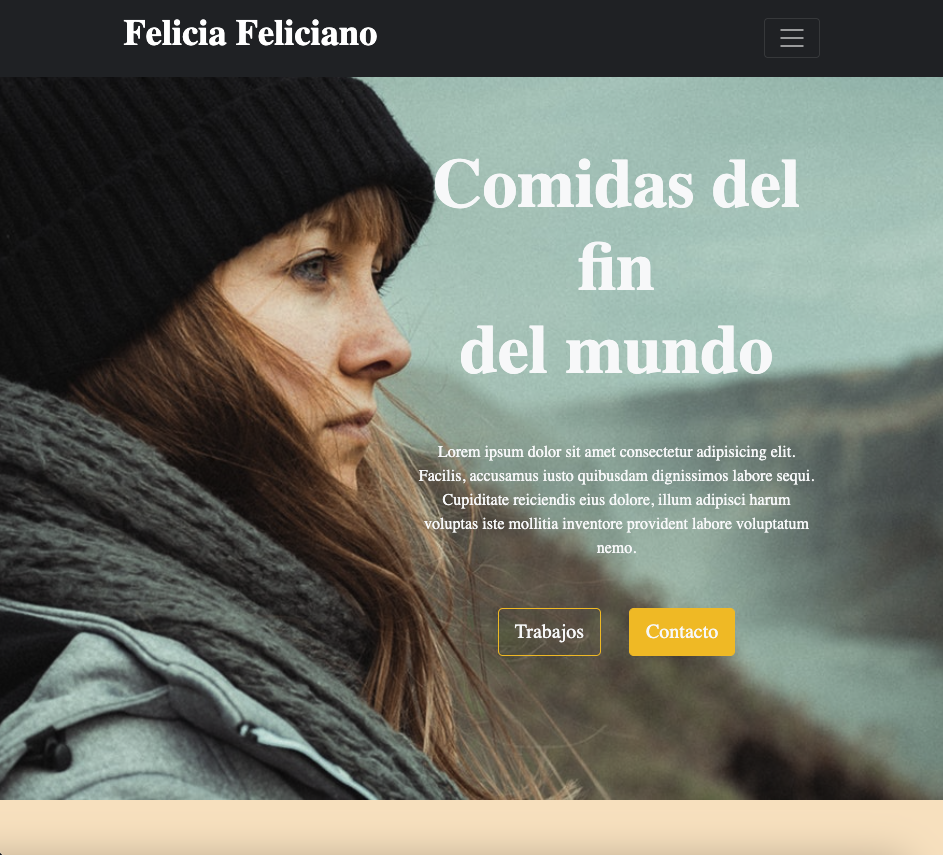 Felicia Feliciano
Comidas del
fin
del mundo
Lorem ipsum dolor sit amet consectetur adipisicing elit.
Facilis, accusamus iusto quibusdam dignissimos labore sequi.
Cupiditate reiciendis eius dolore, illum adipisci harum
voluptas iste mollitia inventore provident labore voluptatum
nemo.
Trabajos
Contacto